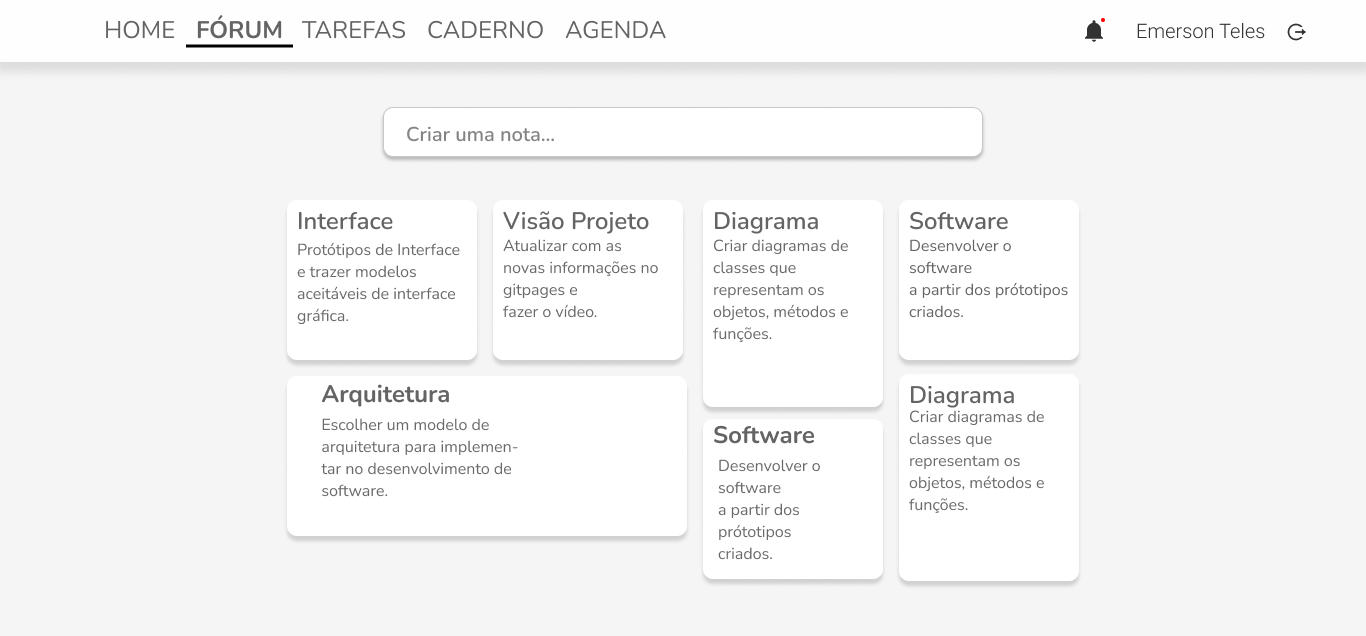 HOME FÓRUM TAREFAS CADERNO AGENDA Emerson Teles
Criar uma nota...
Interface
Protótipos de Interface
e trazer modelos
aceitáveis de interface
gráfica.
Visão Projeto
Atualizar com as
novas informações no
gitpages e
fazer o vídeo.
Diagrama
Criar diagramas de
classes que
representam os
objetos, métodos e
funções.
Software
Desenvolver o
software
a partir dos prótotipos
criados.
Arquitetura
Escolher um modelo de
arquitetura para implemen-
tar no desenvolvimento de
software.
Software
Desenvolver o
software
a partir dos
prótotipos
criados.
Diagrama
Criar diagramas de
classes que
representam os
objetos, métodos e
funções.